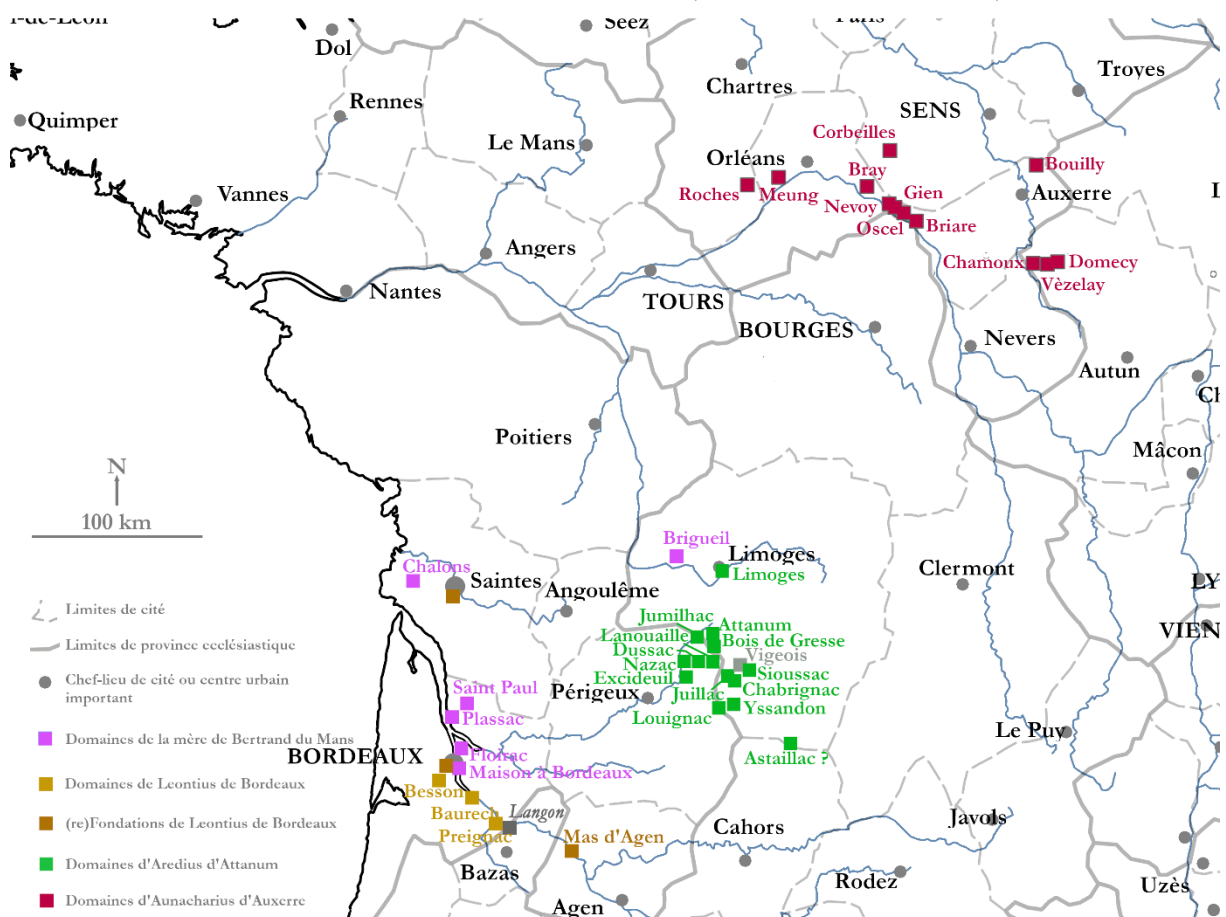 Seez
Dol
Chartres
Troyes
Rennes
Quimper
SENS
Le Mans
Corbeilles
Orléans
Bray
Bouilly
Vannes
Roches
Meung
Gien
Nevoy
Auxerre
Oscel
Briare
Angers
Chamoux
Domecy
Vèzelay
Nantes
TOURS
BOURGES
Nevers
Autun
Ch
Poitiers
Mâcon
N
100 km
Brigueil
Limoges
Limoges
Chalons
Saintes
Angoulême
Clermont
LY
Limites de cité
Jumilhac
Attanum
Lanouaille
Bois de Gresse
VIEN
Limites de province ecclésiastique
Dussac
Vigeois
Nazac
Sioussac
Excideuil
Chef-lieu de cité ou centre urbain
important
Saint Paul
Périgueux
Juillac
Chabrignac
Plassac
Louignac
Yssandon
Le Puy
Domaines de la mère de Bertrand du Mans
BORDEAUX
Floirac
Maison à Bordeaux
Astaillac ?
Domaines de Leontius de Bordeaux
Besson
Baurech
Langon
(re)Fondations de Leontius de Bordeaux
Preignac
Mas d'Agen
Cahors
Javols
Domaines d'Aredius d'Attanum
Bazas
Rodez
Uzès
Domaines d'Aunacharius d'Auxerre
Agen